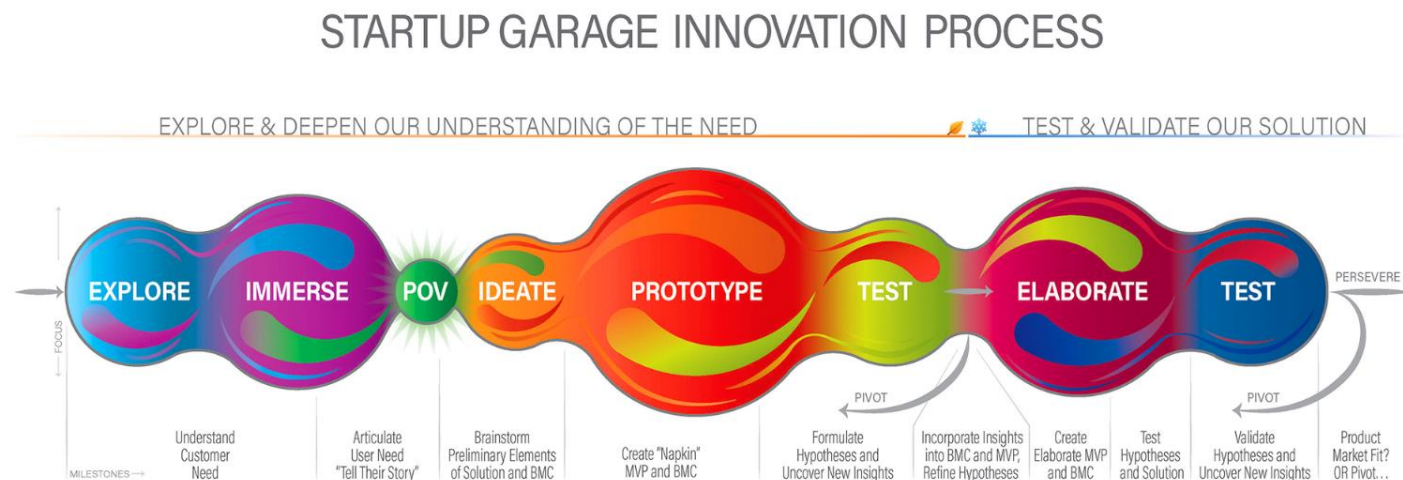 STARTUP GARAGE INNOVATION PROCESS
EXPLORE & DEEPEN OUR UNDERSTANDING OF THE NEED
TEST & VALIDATE OUR SOLUTION
EXPLORE
IMMERSE
POV
IDEATE
PROTOTYPE
TEST
ELABORATE
TEST
PERSEVERE
FOCUS
PIVOT
PIVOT
MILESTONES
Understand
Customer
Need
Articulate
User Need
"Tell Their Story"
Brainstorm
Preliminary Elements
of Solution and BMC
Create "Napkin"
MVP and BMC
Formulate
Hypotheses and
Uncover New Insights
Incorporate Insights
into BMC and MVP,
Refine Hypotheses
Create
Elaborate MVP
and BMC
Test
Hypotheses
and Solution
Validate
Hypotheses and
Uncover New Insights
Product
Market Fit?
OR Pivot...